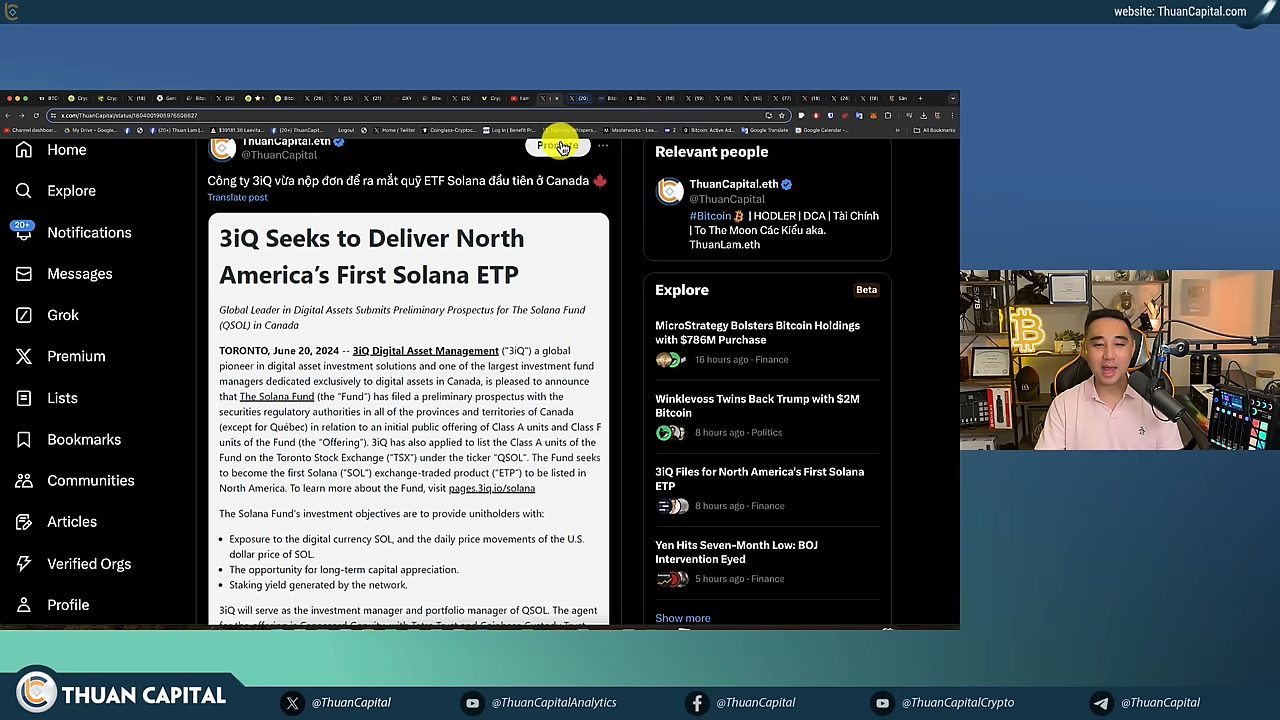 website: ThuanCapital.com
x.com/ThuanCapital/status/1804001905976508627
Home
Explore
20+
Notifications
Messages
Grok
Premium
Lists
Bookmarks
Communities
Articles
Verified Orgs
Profile
ThuanCapital.eth
@ThuanCapital
Promote
Công ty 3iQ vừa nộp đơn để ra mắt quỹ ETF Solana đầu tiên ở Canada
Translate post
3iQ Seeks to Deliver North
America's First Solana ETP
Global Leader in Digital Assets Submits Preliminary Prospectus for The Solana Fund
(QSOL) in Canada
TORONTO, June 20, 2024 -- 3iQ Digital Asset Management ("3iQ") a global
pioneer in digital asset investment solutions and one of the largest investment fund
managers dedicated exclusively to digital assets in Canada, is pleased to announce
that The Solana Fund (the "Fund") has filed a preliminary prospectus with the
securities regulatory authorities in all of the provinces and territories of Canada
(except for Québec) in relation to an initial public offering of Class A units and Class F
units of the Fund (the "Offering"). 3iQ has also applied to list the Class A units of the
Fund on the Toronto Stock Exchange ("TSX") under the ticker "QSOL". The Fund seeks
to become the first Solana ("SOL") exchange-traded product ("ETP") to be listed in
North America. To learn more about the Fund, visit pages.3iq.io/solana
The Solana Fund's investment objectives are to provide unitholders with:
• Exposure to the digital currency SOL, and the daily price movements of the U.S.
dollar price of SOL.
• The opportunity for long-term capital appreciation.
• Staking yield generated by the network.
3iQ will serve as the investment manager and portfolio manager of QSOL. The agent
Relevant people
ThuanCapital.eth
@ThuanCapital
#Bitcoin | HODLER | DCA | Tài Chính
| To The Moon Các Kiểu aka.
ThuanLam.eth
Explore
Beta
MicroStrategy Bolsters Bitcoin Holdings
with $786M Purchase
16 hours ago · Finance
Winklevoss Twins Back Trump with $2M
Bitcoin
8 hours ago · Politics
3iQ Files for North America's First Solana
ETP
8 hours ago · Finance
Yen Hits Seven-Month Low: BOJ
Intervention Eyed
5 hours ago · Finance
Show more
THUAN CAPITAL
@ThuanCapital
@ThuanCapitalAnalytics
@ThuanCapital
@ThuanCapitalCrypto
@ThuanCapital